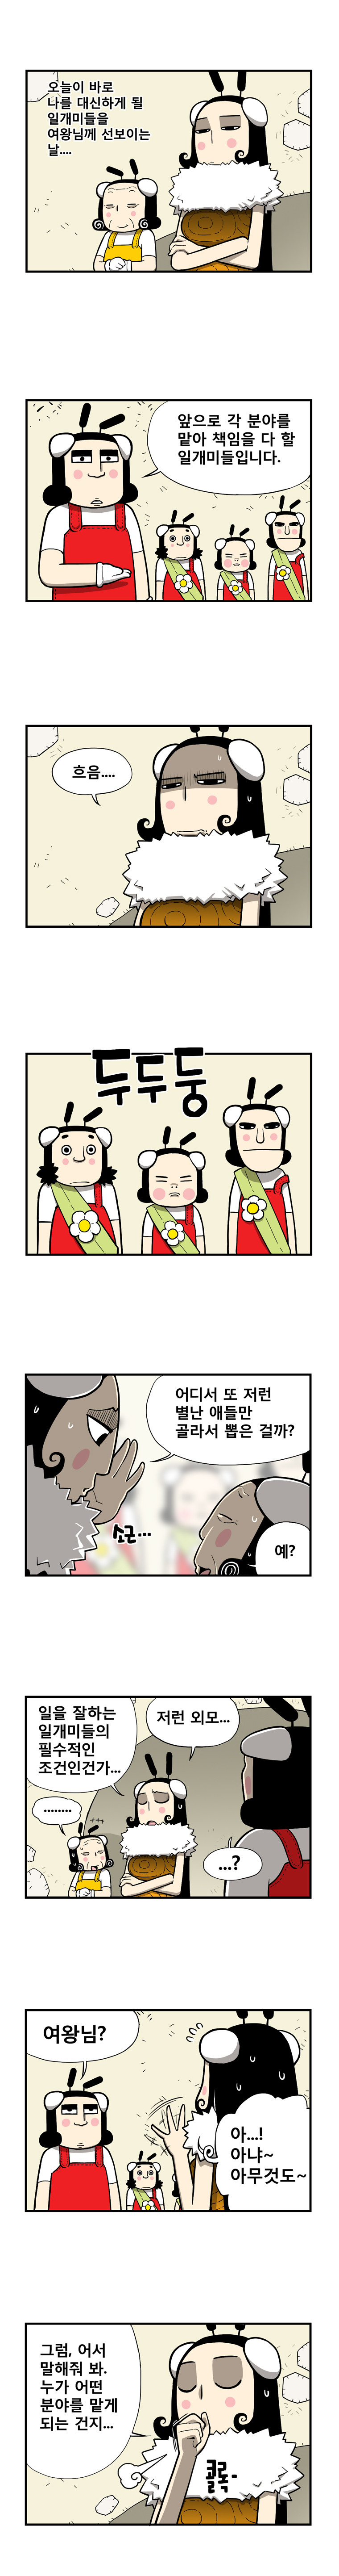 오늘이 바로
나를 대신하게 될
일개미들을
여왕님께 선보이는
날....
앞으로 각 분야를
맡아 책임을 다 할
일개미들입니다.
흐음....
두두둥
어디서 또 저런
별난 애들만
골라서 뽑은 걸까?
소근...
예?
일을 잘하는
일개미들의
필수적인
조건인건가...
저런 외모...
........
...?
여왕님?
아...!
아냐~
아무것도~
그럼, 어서
말해줘 봐.
누가 어떤
분야를 맡게
되는 건지...
콜록-